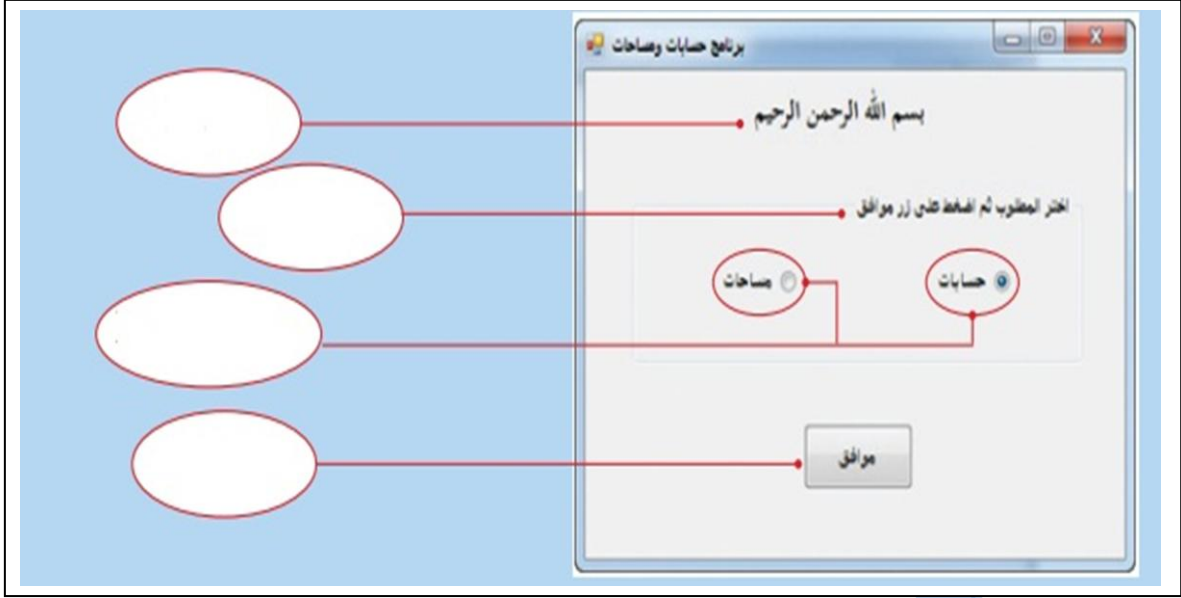 برنامج حسابات ومساحات
بسم الله الرحمن الرحيم
اختر المطلوب ثم اضغط على زر موافق
حسابات مساحات
موافق